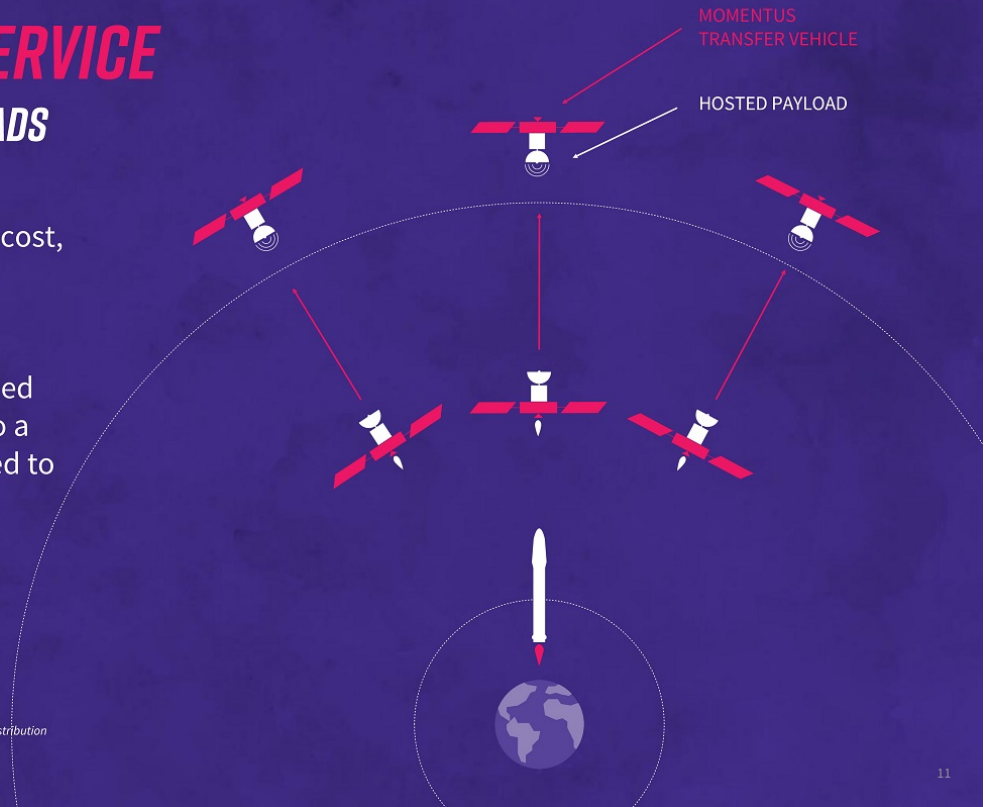 ERVICE
ADS
cost,
ed
o a
ed to
stribution
MOMENTUS
TRANSFER VEHICLE
HOSTED PAYLOAD
11